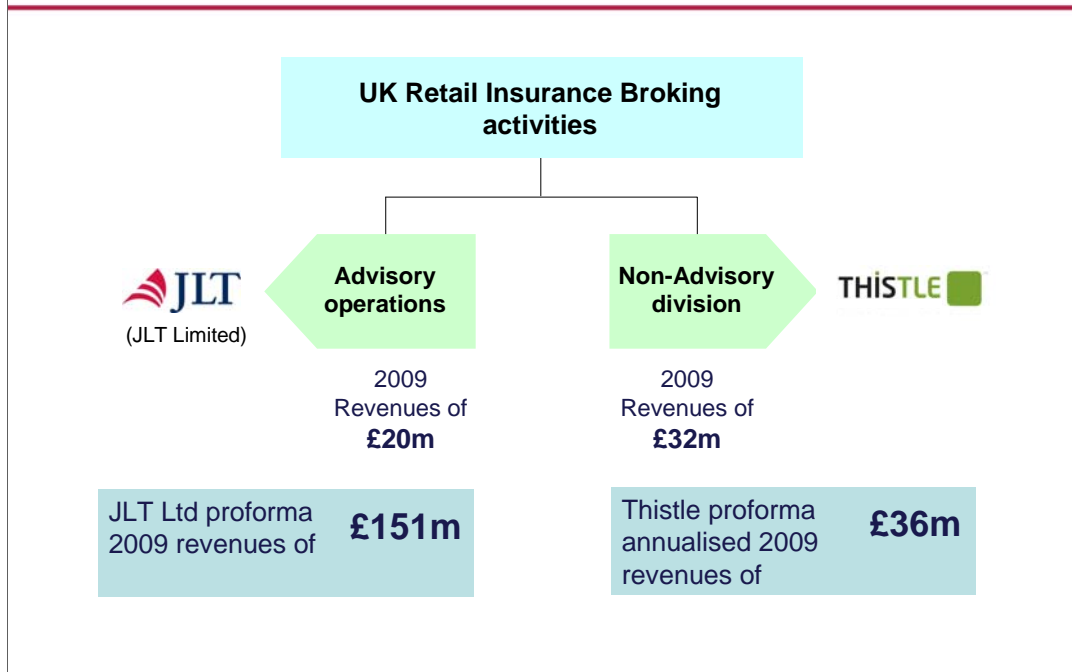 UK Retail Insurance Broking
activities
JLT
(JLT Limited)
Advisory
operations
Non-Advisory
division
THiSTLE
2009
Revenues of
£20m
2009
Revenues of
£32m
JLT Ltd proforma
2009 revenues of
£151m
Thistle proforma
annualised 2009
revenues of
£36m